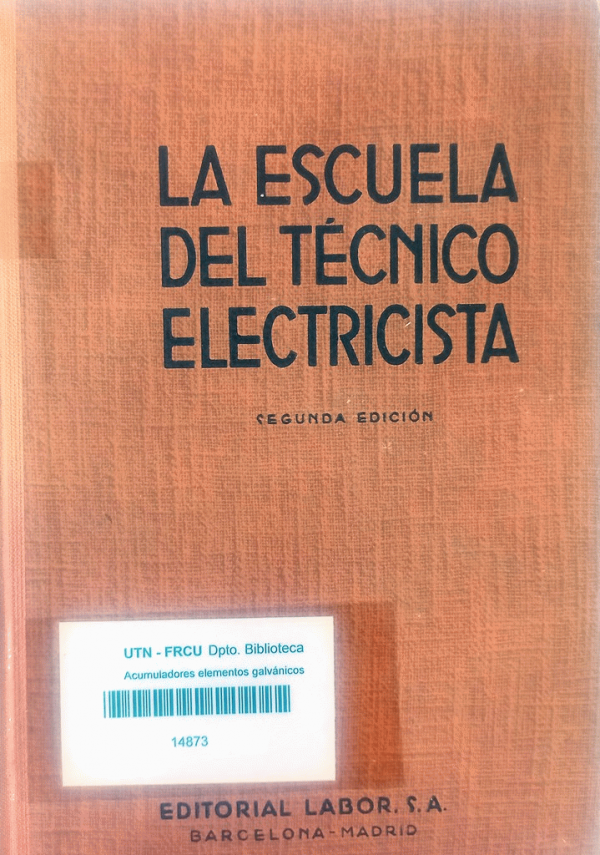 LA ESCUELA
DEL TÉCNICO
ELECTRICISTA
SEGUNDA EDICIÓN
UTN - FRCU Dpto. Biblioteca
Acumuladores elementos galvánicos
14873
EDITORIAL LABOR, S.A.
BARCELONA-MADRID